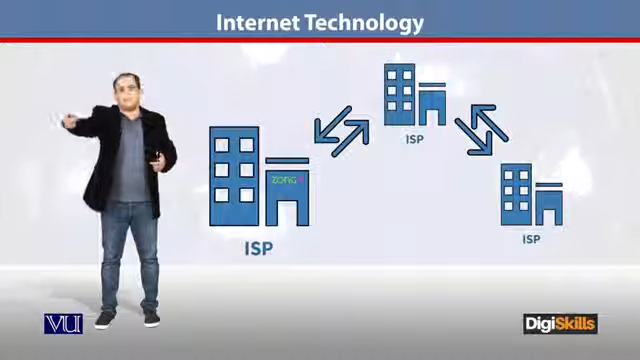 Internet Technology
ISP
ZONG
ISP
ISP
VU
DigiSkills